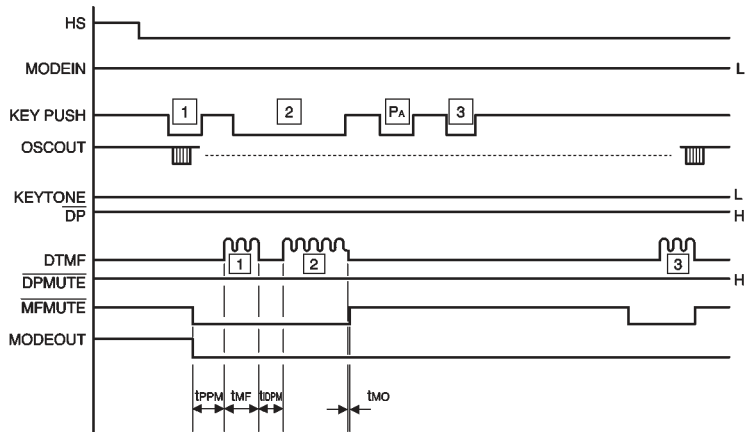 HS
MODEIN L
KEY PUSH 1 2 PA 3
OSCOUT
KEYTONE L
DP H
DTMF 1 2 3
DPMUTE H
MFMUTE
MODEOUT
tPPM tMF tIDPM tMO